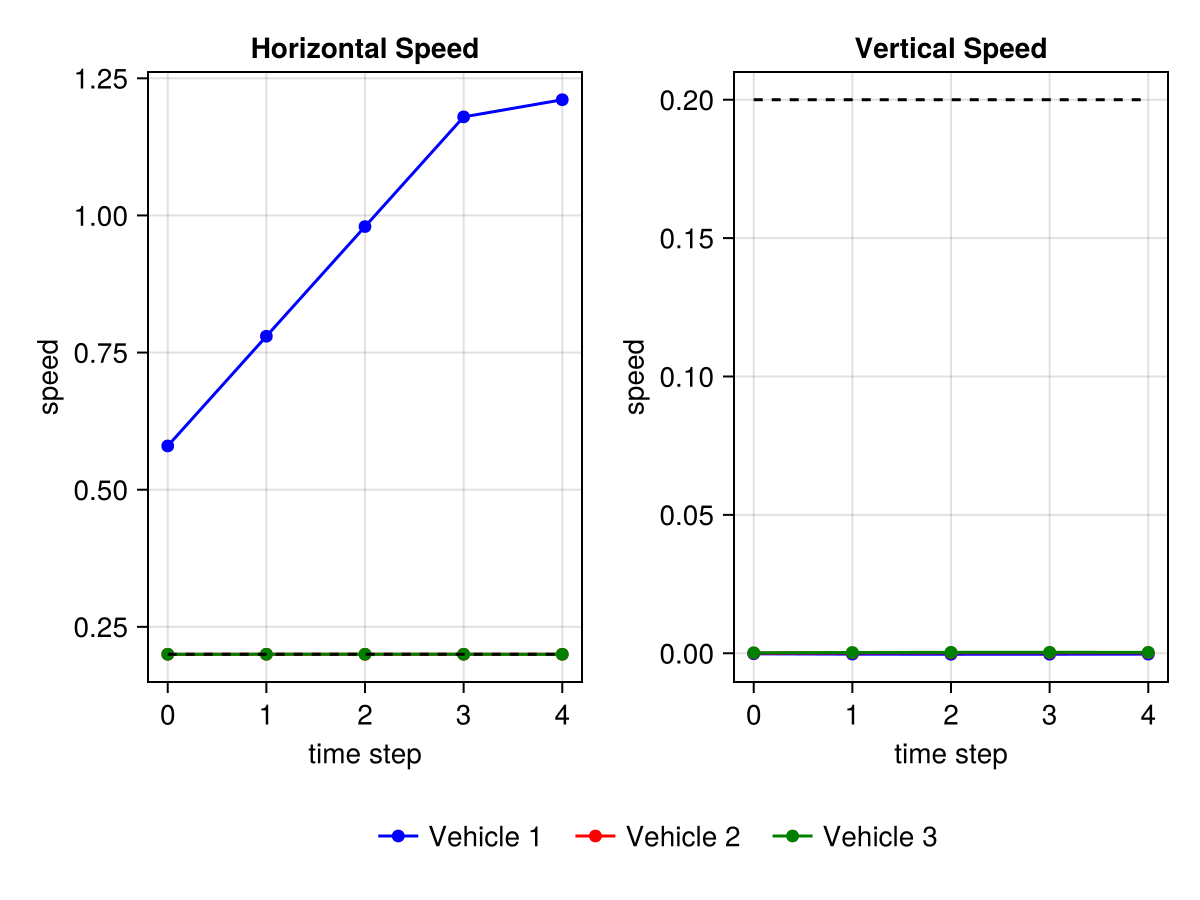 Horizontal Speed
1.25
1.00
0.75
0.50
0.25
speed
0 1 2 3 4
time step
Vertical Speed
0.20
0.15
0.10
0.05
0.00
speed
0 1 2 3 4
time step
Vehicle 1 Vehicle 2 Vehicle 3